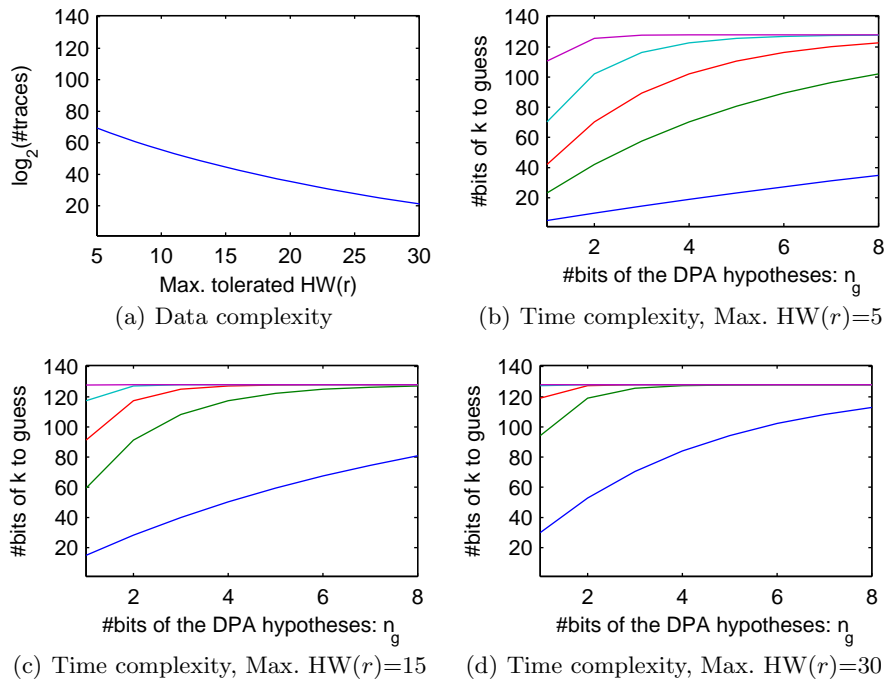 140
120
100
80
60
40
20
log2(#traces)
5 10 15 20 25 30
Max. tolerated HW(r)
(a) Data complexity
140
120
100
80
60
40
20
#bits of k to guess
2 4 6 8
#bits of the DPA hypotheses: n_g
(b) Time complexity, Max. HW(r)=5
140
120
100
80
60
40
20
#bits of k to guess
2 4 6 8
#bits of the DPA hypotheses: n_g
(c) Time complexity, Max. HW(r)=15
140
120
100
80
60
40
20
#bits of k to guess
2 4 6 8
#bits of the DPA hypotheses: n_g
(d) Time complexity, Max. HW(r)=30